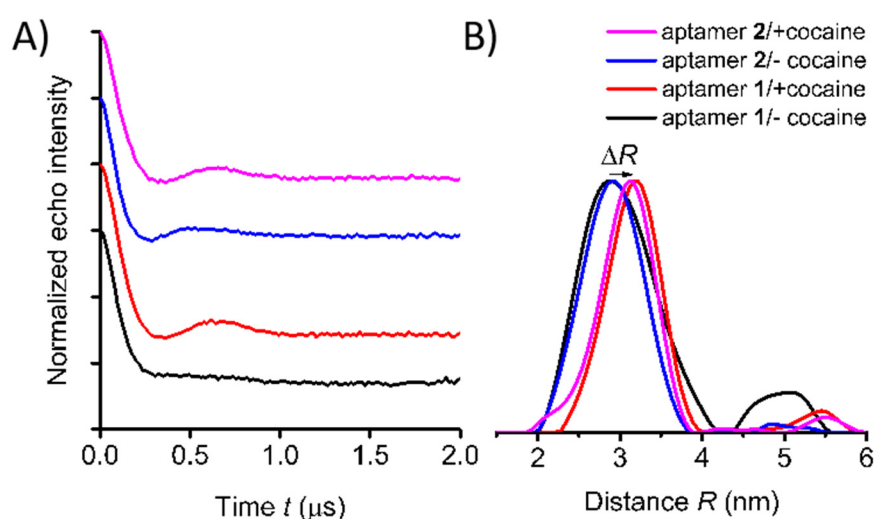 A)
Normalized echo intensity
0.0 0.5 1.0 1.5 2.0
Time t (µs)
B)
aptamer 2/+cocaine
aptamer 2/- cocaine
aptamer 1/+cocaine
aptamer 1/- cocaine
ΔR
2 3 4 5 6
Distance R (nm)